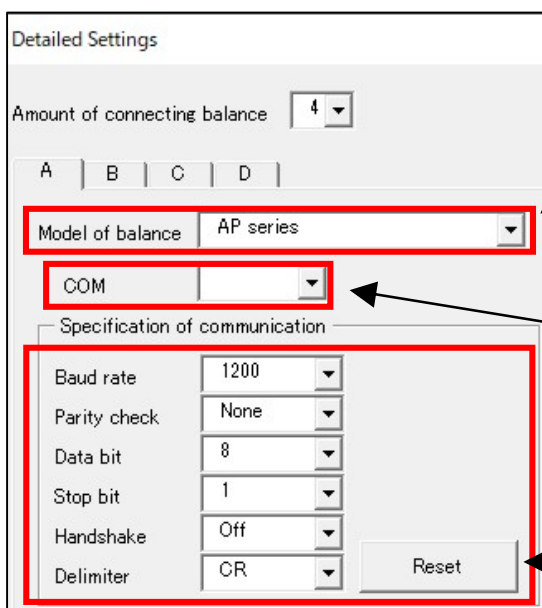 Detailed Settings
Amount of connecting balance 4
A B C D
Model of balance AP series
COM
Specification of communication
Baud rate 1200
Parity check None
Data bit 8
Stop bit 1
Handshake Off
Delimiter CR Reset